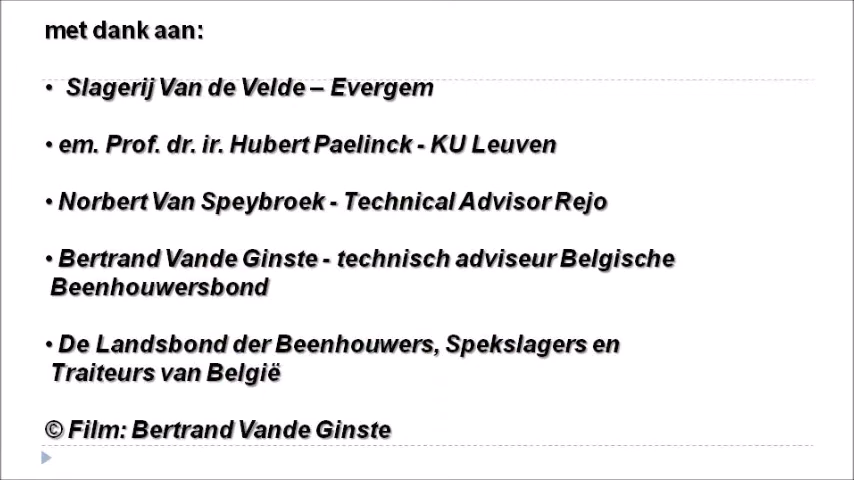 met dank aan:
• Slagerij Van de Velde – Evergem
• em. Prof. dr. ir. Hubert Paelinck - KU Leuven
• Norbert Van Speybroek - Technical Advisor Rejo
• Bertrand Vande Ginste - technisch adviseur Belgische
Beenhouwersbond
• De Landsbond der Beenhouwers, Spekslagers en
Traiteurs van België
© Film: Bertrand Vande Ginste